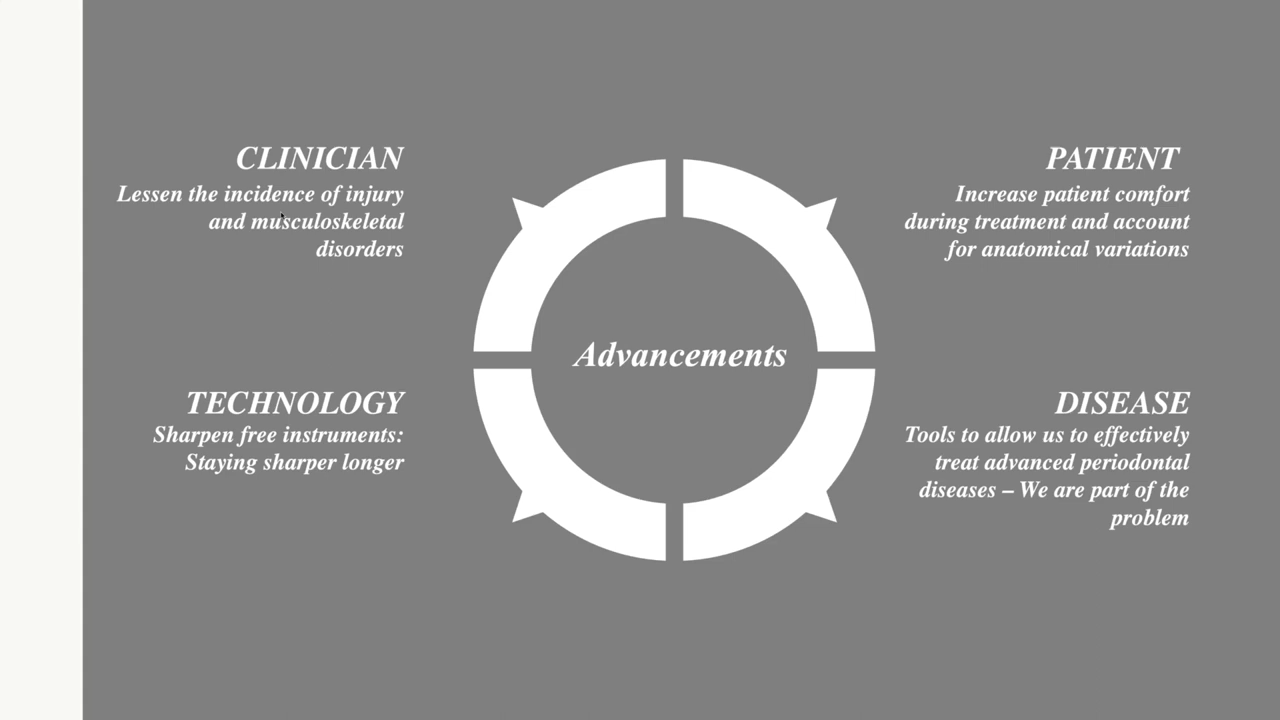 CLINICIAN
Lessen the incidence of injury
and musculoskeletal
disorders
PATIENT
Increase patient comfort
during treatment and account
for anatomical variations
Advancements
TECHNOLOGY
Sharpen free instruments:
Staying sharper longer
DISEASE
Tools to allow us to effectively
treat advanced periodontal
diseases – We are part of the
problem